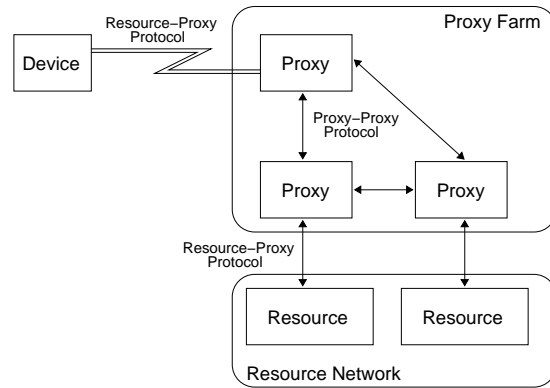 Resource–Proxy
Protocol
Proxy Farm
Device
Proxy
Proxy–Proxy
Protocol
Proxy
Proxy
Resource–Proxy
Protocol
Resource
Resource
Resource Network